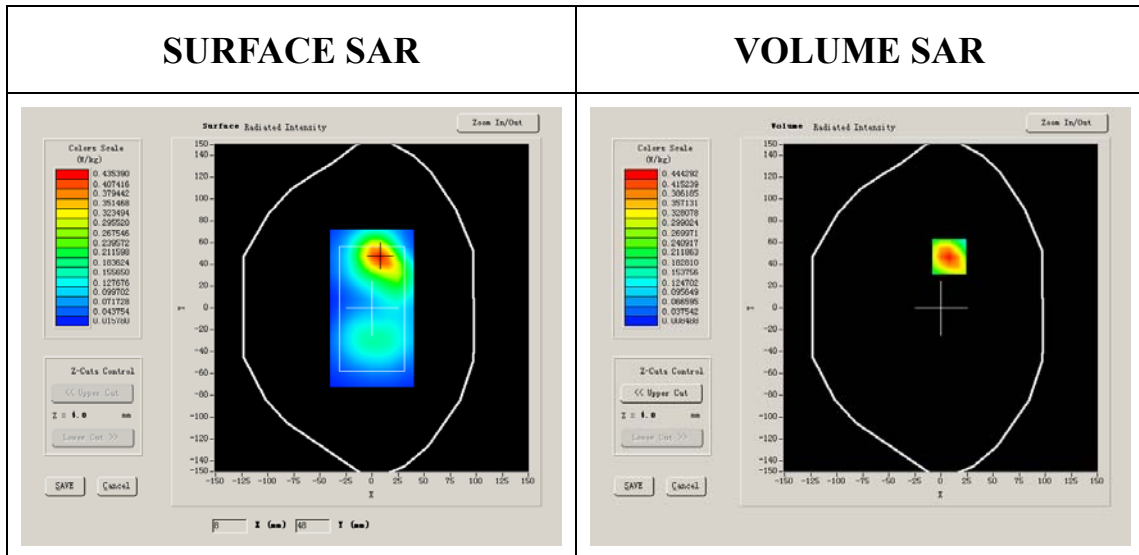 SURFACE SAR
VOLUME SAR
Surface Radiated Intensity
Zoom In/Out
Colors Scale
(W/kg)
0.435390
0.407416
0.379442
0.351468
0.323494
0.295520
0.267546
0.239572
0.211598
0.183624
0.155650
0.127676
0.099702
0.071728
0.043754
0.015780
150
140
120
100
80
60
40
20
0
-20
-40
-60
-80
-100
-120
-140
-150
Y
-150 -125 -100 -75 -50 -25 0 25 50 75 100 125 150
X
Z-Cuts Control
<< Upper Cut
Z = mm
Lower Cut >>
SAVE
Cancel
8 X (mm) 48 Y (mm)
Volume Radiated Intensity
Zoom In/Out
Colors Scale
(W/kg)
0.444292
0.415239
0.386185
0.357131
0.328078
0.299024
0.269971
0.240917
0.211863
0.182810
0.153756
0.124702
0.095649
0.066595
0.037542
0.008488
150
140
120
100
80
60
40
20
0
-20
-40
-60
-80
-100
-120
-140
-150
Y
-150 -125 -100 -75 -50 -25 0 25 50 75 100 125 150
X
Z-Cuts Control
<< Upper Cut
Z = mm
Lower Cut >>
SAVE
Cancel